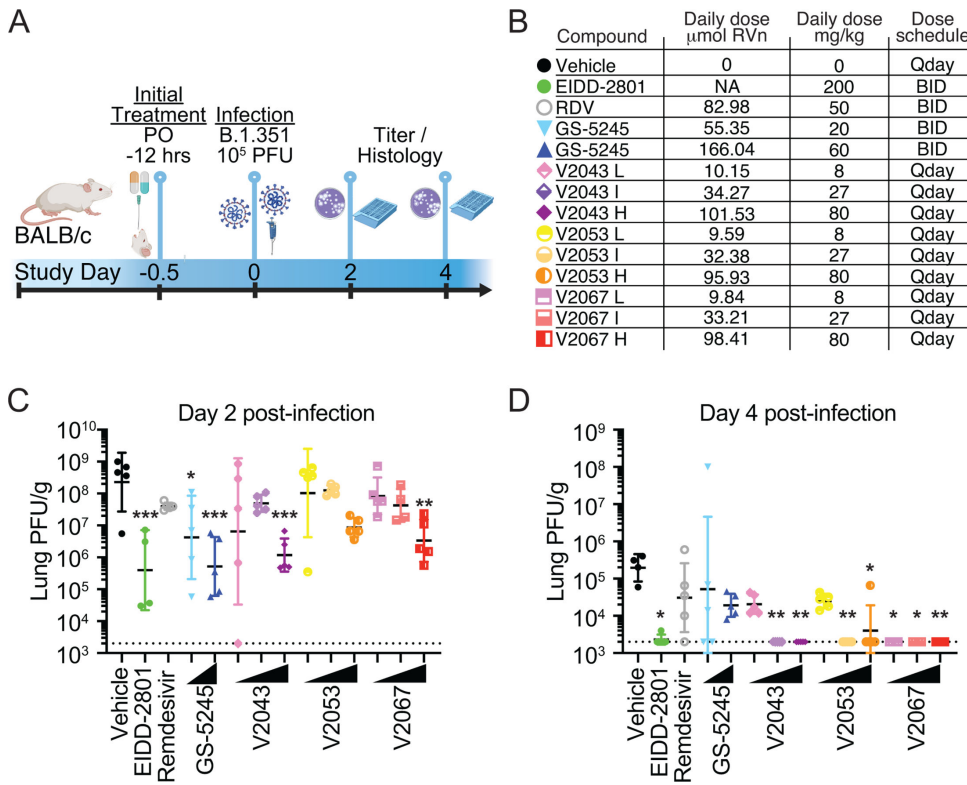 A
Initial
Treatment
PO
-12 hrs
Infection
B.1.351
10⁵ PFU
Titer /
Histology
BALB/c
Study Day -0.5 0 2 4
B
Compound Daily dose μmol RVn Daily dose mg/kg Dose schedule
Vehicle 0 0 Qday
EIDD-2801 NA 200 BID
RDV 82.98 50 BID
GS-5245 55.35 20 BID
GS-5245 166.04 60 BID
V2043 L 10.15 8 Qday
V2043 I 34.27 27 Qday
V2043 H 101.53 80 Qday
V2053 L 9.59 8 Qday
V2053 I 32.38 27 Qday
V2053 H 95.93 80 Qday
V2067 L 9.84 8 Qday
V2067 I 33.21 27 Qday
V2067 H 98.41 80 Qday
C
Day 2 post-infection
Lung PFU/g
10¹⁰
10⁹
10⁸
10⁷
10⁶
10⁵
10⁴
10³
*** * *** *** **
Vehicle
EIDD-2801
Remdesivir
GS-5245
V2043
V2053
V2067
D
Day 4 post-infection
Lung PFU/g
10⁹
10⁸
10⁷
10⁶
10⁵
10⁴
10³
* ** ** ** * * * **
Vehicle
EIDD-2801
Remdesivir
GS-5245
V2043
V2053
V2067